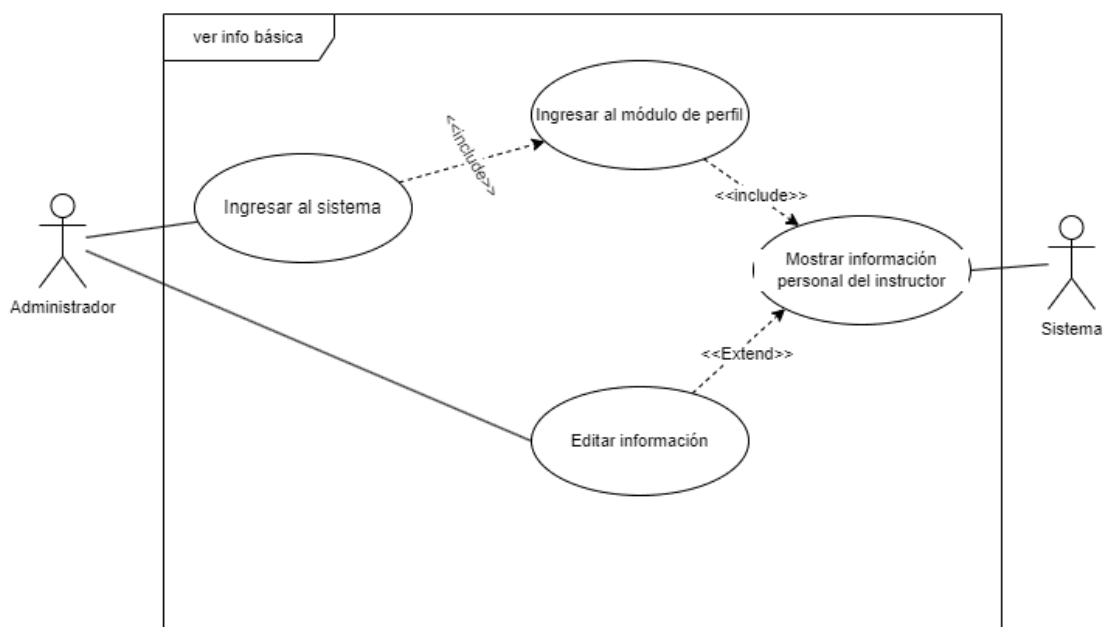 ver info básica
Ingresar al módulo de perfil
<<include>>
Ingresar al sistema
<<include>>
Mostrar información
personal del instructor
Administrador
Sistema
<<Extend>>
Editar información